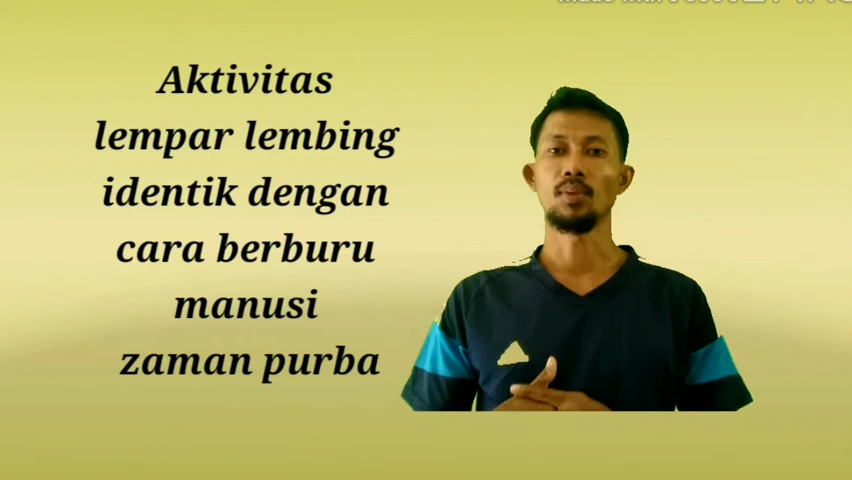 Aktivitas
lempar lembing
identik dengan
cara berburu
manusi
zaman purba